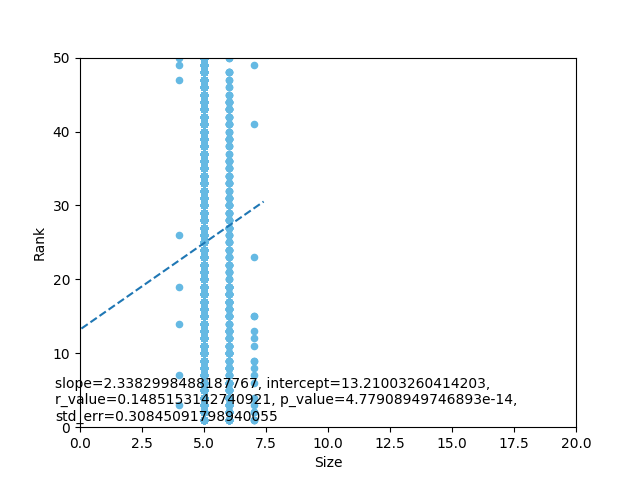 50
40
30
20
10
0
Rank
slope=2.3382998488187767, intercept=13.21003260414203,
r_value=0.1485153142740921, p_value=4.77908949746893e-14,
std_err=0.30845091798940055
0.0 2.5 5.0 7.5 10.0 12.5 15.0 17.5 20.0
Size